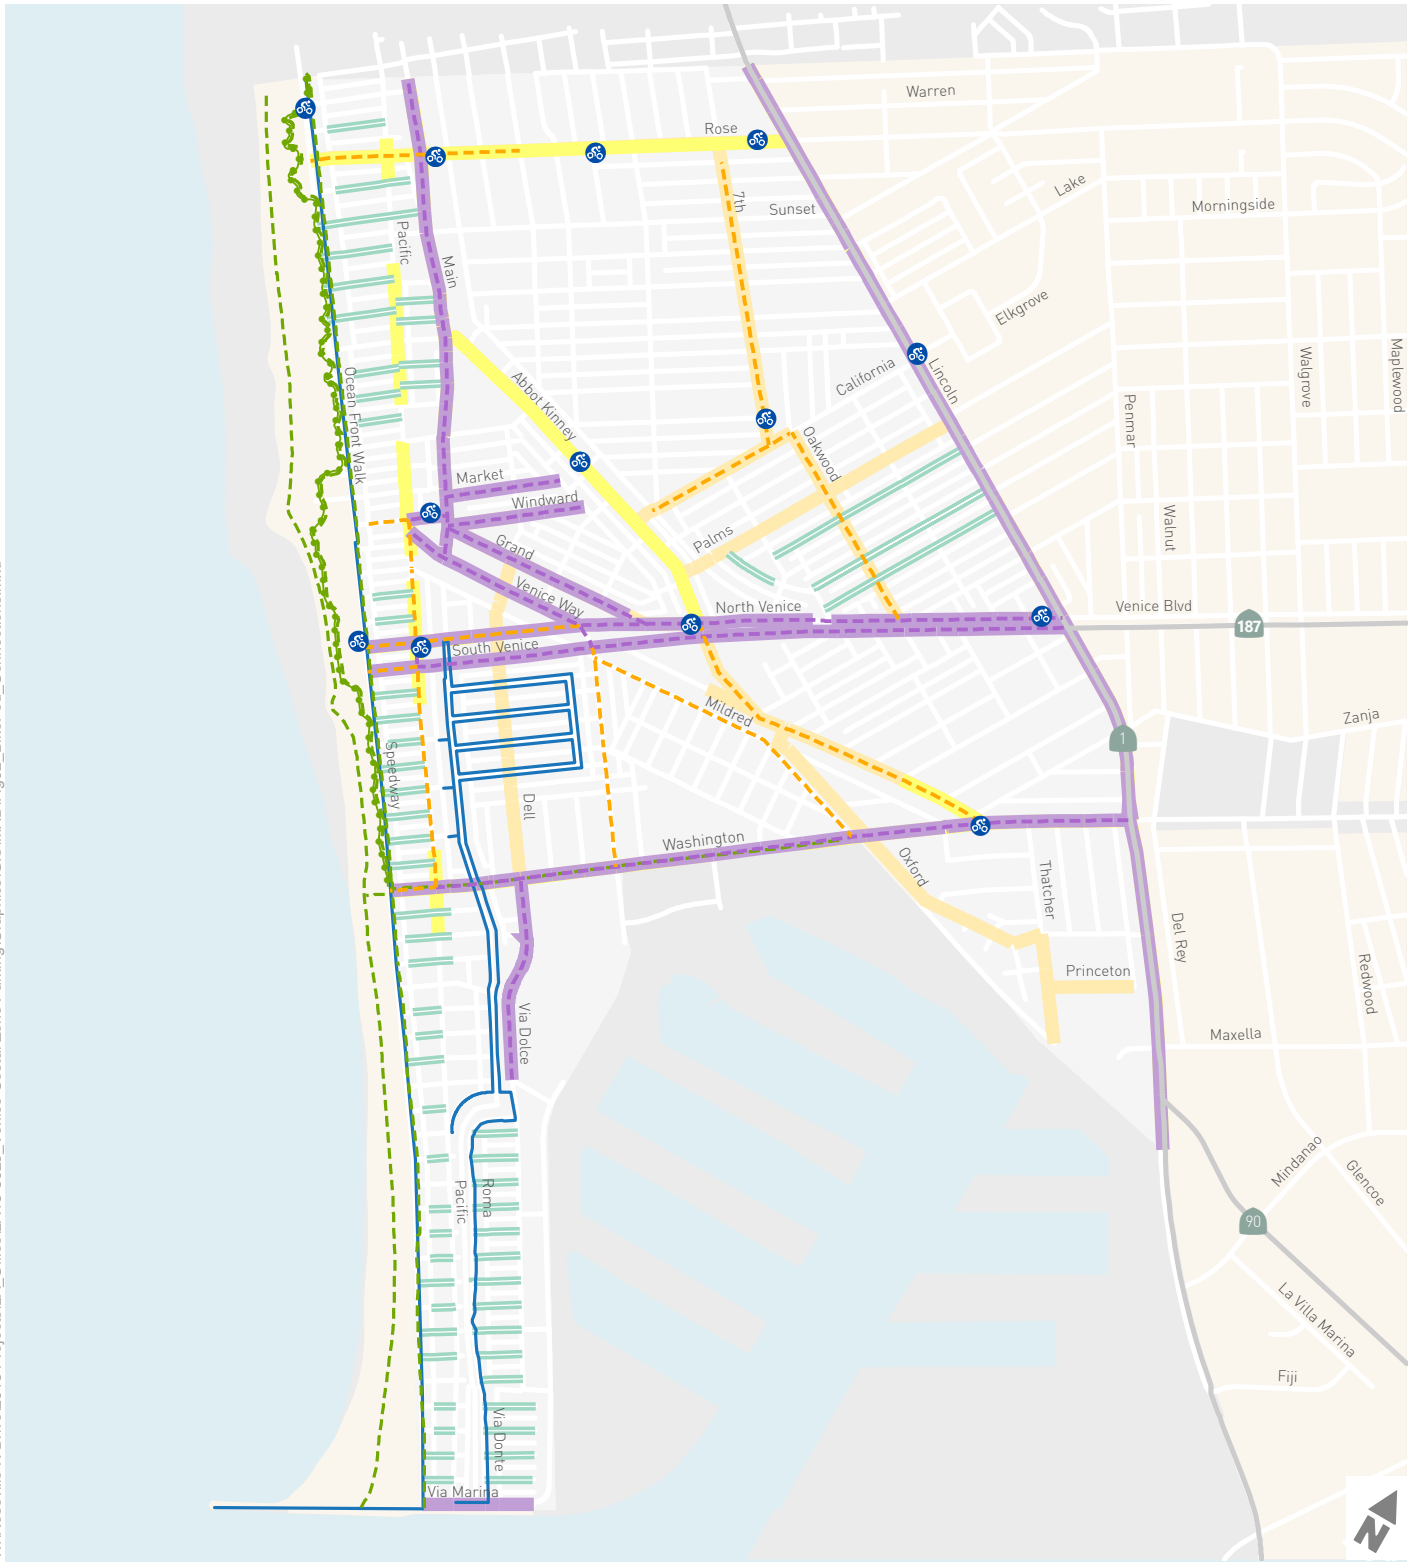 Warren
Rose
Lake
7th
Sunset
Morningside
Pacific
Main
Elkgrove
Ocean Front Walk
Abbot Kinney
California
Lincoln
Walgrove
Maplewood
Penmar
Oakwood
Market
Windward
Walnut
Palms
Grand
Venice Way
North Venice
Venice Blvd
187
South Venice
Mildred
Zanja
1
Speedway
Dell
Washington
Oxford
Thatcher
Del Rey
Princeton
Redwood
Via Dolce
Maxella
Mindanao
Glencoe
Roma
Pacific
90
La Villa Marina
Fiji
Via Donte
Via Marina
N